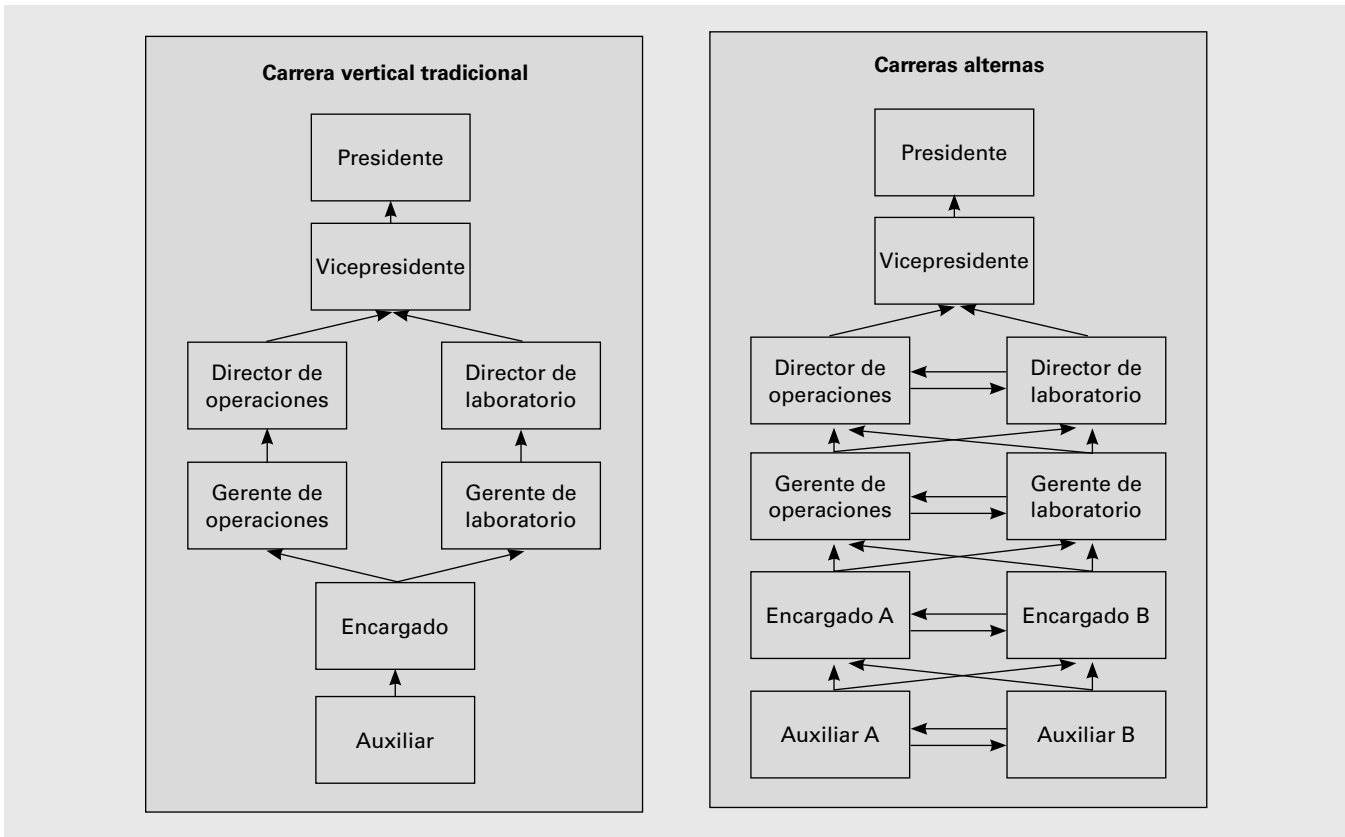 Carrera vertical tradicional
Presidente
Vicepresidente
Director de
operaciones
Director de
laboratorio
Gerente de
operaciones
Gerente de
laboratorio
Encargado
Auxiliar
Carreras alternas
Presidente
Vicepresidente
Director de
operaciones
Director de
laboratorio
Gerente de
operaciones
Gerente de
laboratorio
Encargado A
Encargado B
Auxiliar A
Auxiliar B